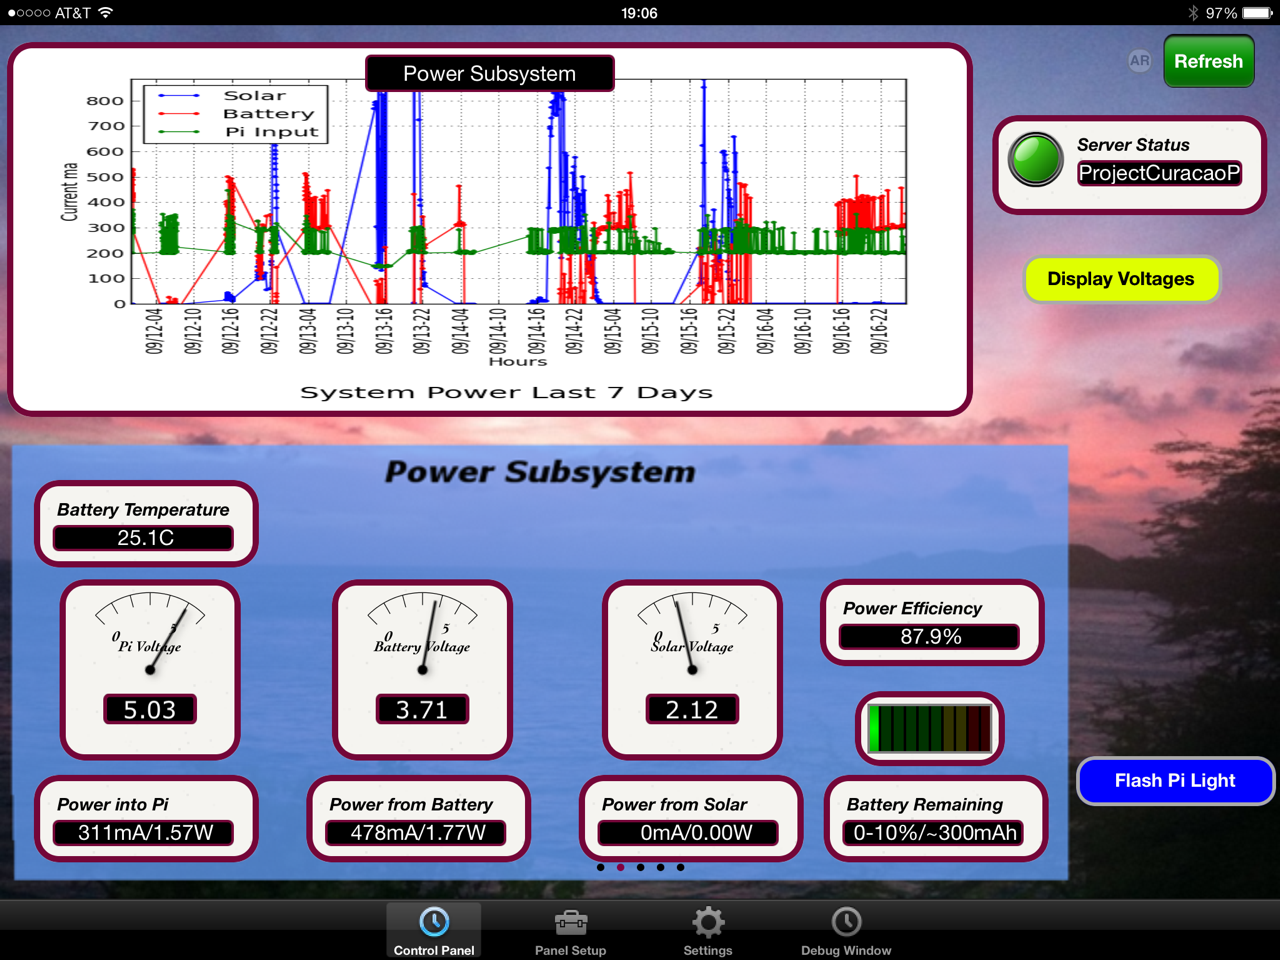 AT&T
19:06
97%
Power Subsystem
AR
Refresh
Solar
Battery
Pi Input
800
700
600
500
400
300
200
100
0
Current ma
09/12-04
09/12-10
09/12-16
09/12-22
09/13-04
09/13-10
09/13-16
09/13-22
09/14-04
09/14-10
09/14-16
09/14-22
09/15-04
09/15-10
09/15-16
09/15-22
09/16-04
09/16-10
09/16-16
09/16-22
Hours
System Power Last 7 Days
Server Status
ProjectCuracaoP
Display Voltages
Power Subsystem
Battery Temperature
25.1C
0 5
Pi Voltage
5.03
0 5
Battery Voltage
3.71
0 5
Solar Voltage
2.12
Power Efficiency
87.9%
Power into Pi
311mA/1.57W
Power from Battery
478mA/1.77W
Power from Solar
0mA/0.00W
Battery Remaining
0-10%/~300mAh
Flash Pi Light
Control Panel
Panel Setup
Settings
Debug Window